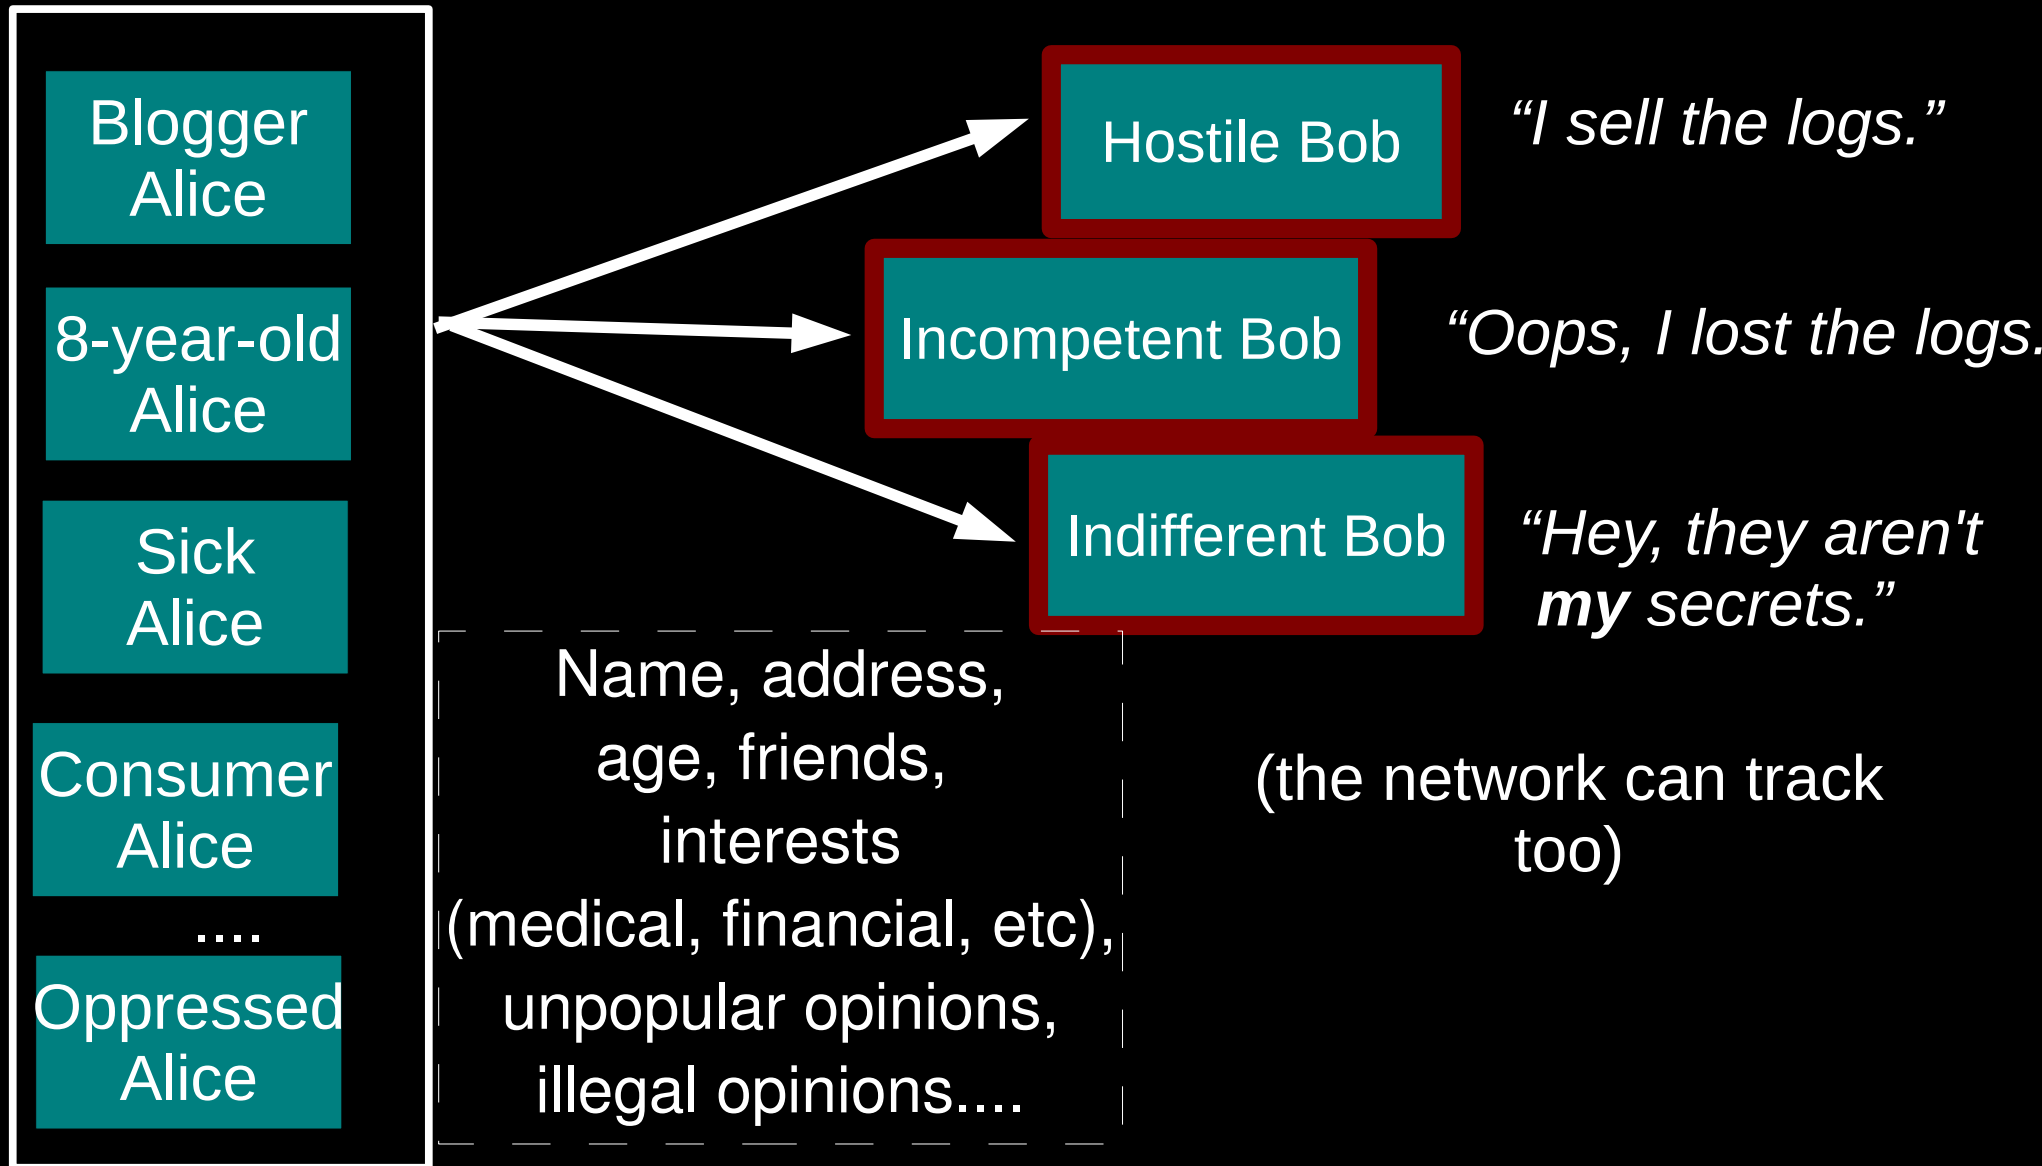 Blogger
Alice
8-year-old
Alice
Sick
Alice
Consumer
Alice
....
Oppressed
Alice
Hostile Bob
“I sell the logs.”
Incompetent Bob
“Oops, I lost the logs.
Indifferent Bob
“Hey, they aren't
my secrets.”
Name, address,
age, friends,
interests
(medical, financial, etc),
unpopular opinions,
illegal opinions....
(the network can track
too)